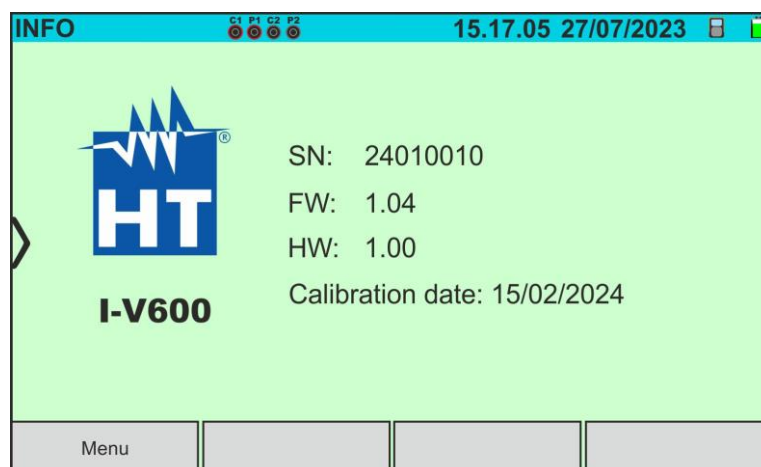 INFO C1 P1 C2 P2 15.17.05 27/07/2023
®
HT
I-V600
SN: 24010010
FW: 1.04
HW: 1.00
Calibration date: 15/02/2024
Menu